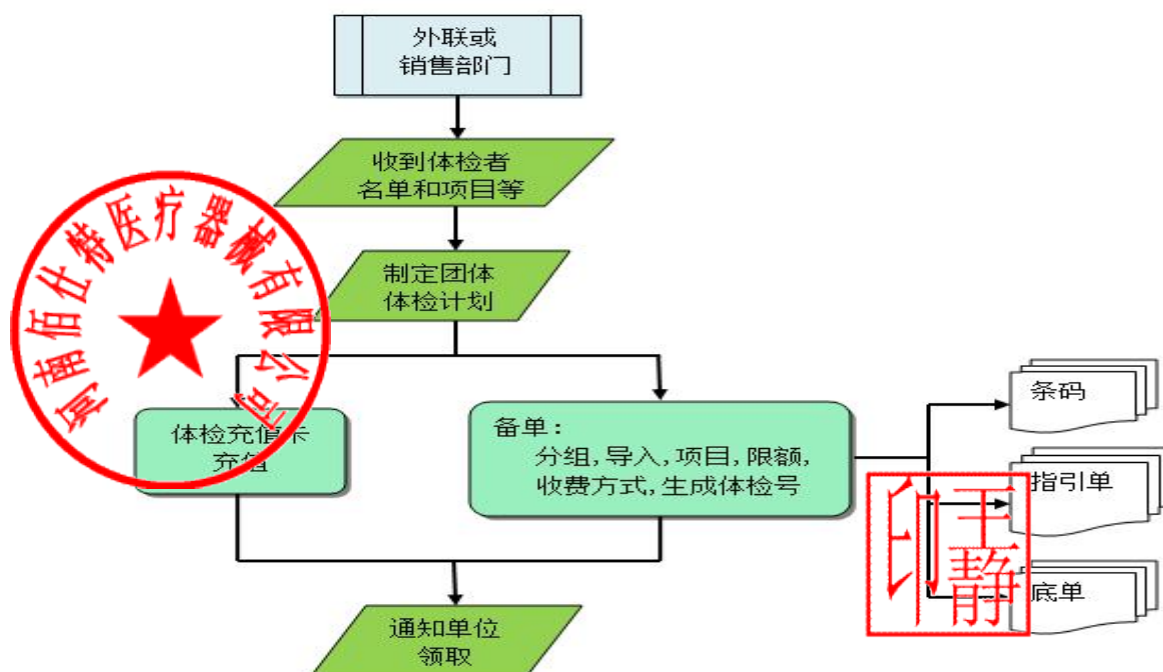 外联或
销售部门
收到体检者
名单和项目等
制定团体
体检计划
河南佰仕特医疗器械有限公司
体检充值卡
充值
备单：
分组,导入,项目,限额,
收费方式,生成体检号
条码
指引单
底单
王静
印
通知单位
领取